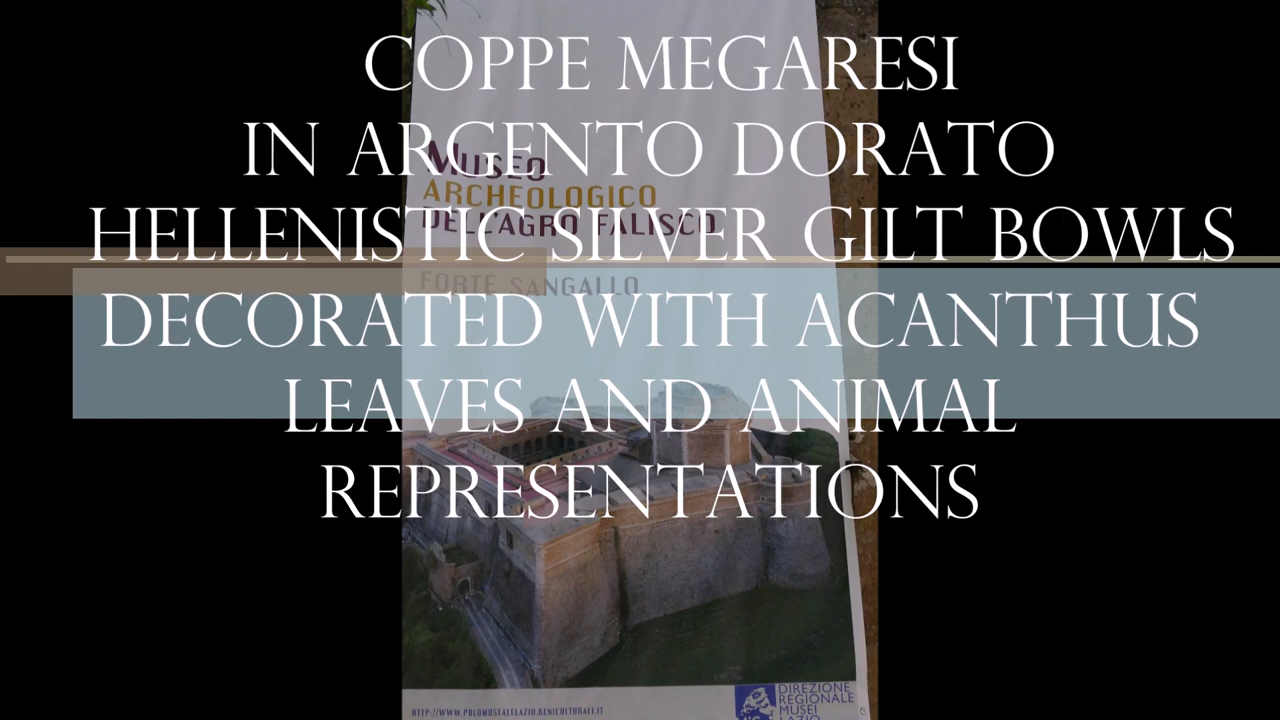 COPPE MEGARESI
IN ARGENTO DORATO
HELLENISTIC SILVER GILT BOWLS
DECORATED WITH ACANTHUS
LEAVES AND ANIMAL
REPRESENTATIONS
MUSEO
ARCHEOLOGICO
DELL'AGRO FALISCO
FORTE SANGALLO
HTTP://WWW.POLOMUSEALELAZIO.BENICULTURALI.IT
DIREZIONE
REGIONALE
MUSEI
LAZIO